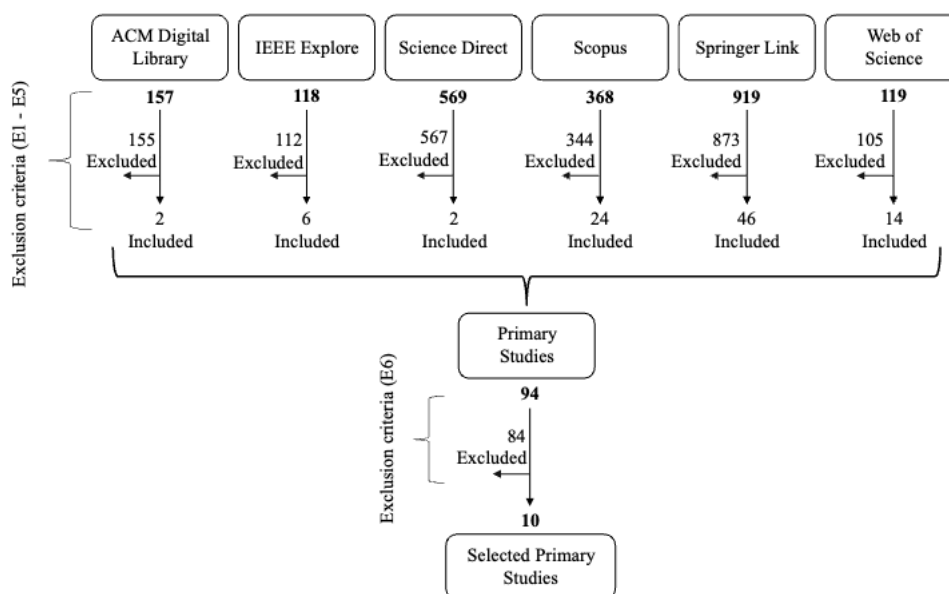 ACM Digital
Library
IEEE Explore
Science Direct
Scopus
Springer Link
Web of
Science
157
118
569
368
919
119
Exclusion criteria (E1 - E5)
155
Excluded
112
Excluded
567
Excluded
344
Excluded
873
Excluded
105
Excluded
2
Included
6
Included
2
Included
24
Included
46
Included
14
Included
Primary
Studies
94
Exclusion criteria (E6)
84
Excluded
10
Selected Primary
Studies